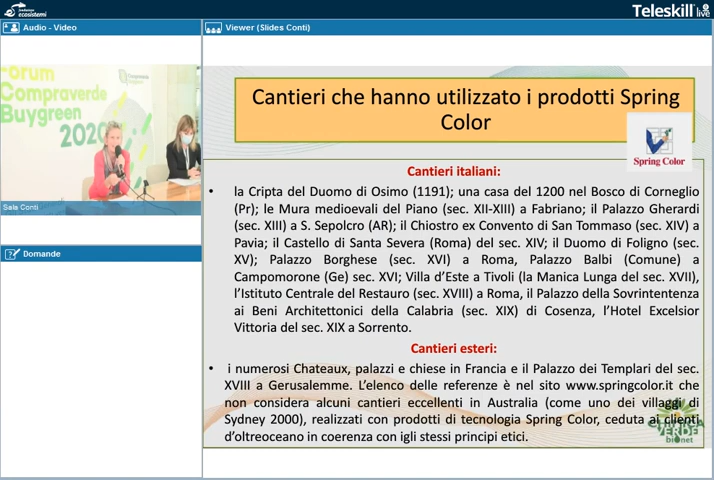 fondazione
ecosistemi
Teleskill live
Audio - Video
Viewer (Slides Conti)
Forum
Compraverde
Buygreen
2020
Sala Conti
Domande
Cantieri che hanno utilizzato i prodotti Spring
Color
Spring Color
Cantieri italiani:
• la Cripta del Duomo di Osimo (1191); una casa del 1200 nel Bosco di Corneglio
(Pr); le Mura medioevali del Piano (sec. XII-XIII) a Fabriano; il Palazzo Gherardi
(sec. XIII) a S. Sepolcro (AR); il Chiostro ex Convento di San Tommaso (sec. XIV) a
Pavia; il Castello di Santa Severa (Roma) del sec. XIV; il Duomo di Foligno (sec.
XV); Palazzo Borghese (sec. XVI) a Roma, Palazzo Balbi (Comune) a
Campomorone (Ge) sec. XVI; Villa d'Este a Tivoli (la Manica Lunga del sec. XVII),
l'Istituto Centrale del Restauro (sec. XVIII) a Roma, il Palazzo della Sovrintentenza
ai Beni Architettonici della Calabria (sec. XIX) di Cosenza, l'Hotel Excelsior
Vittoria del sec. XIX a Sorrento.
Cantieri esteri:
• i numerosi Chateaux, palazzi e chiese in Francia e il Palazzo dei Templari del sec.
XVIII a Gerusalemme. L'elenco delle referenze è nel sito www.springcolor.it che
non considera alcuni cantieri eccellenti in Australia (come uno dei villaggi di
Sydney 2000), realizzati con prodotti di tecnologia Spring Color, ceduta ai clienti
d'oltreoceano in coerenza con igli stessi principi etici.
VERDE
bionet